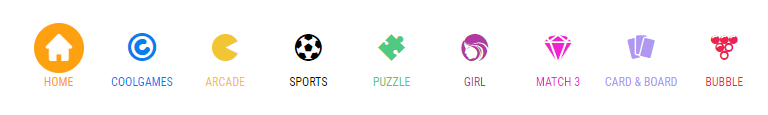 HOME COOLGAMES ARCADE SPORTS PUZZLE GIRL MATCH 3 CARD & BOARD BUBBLE